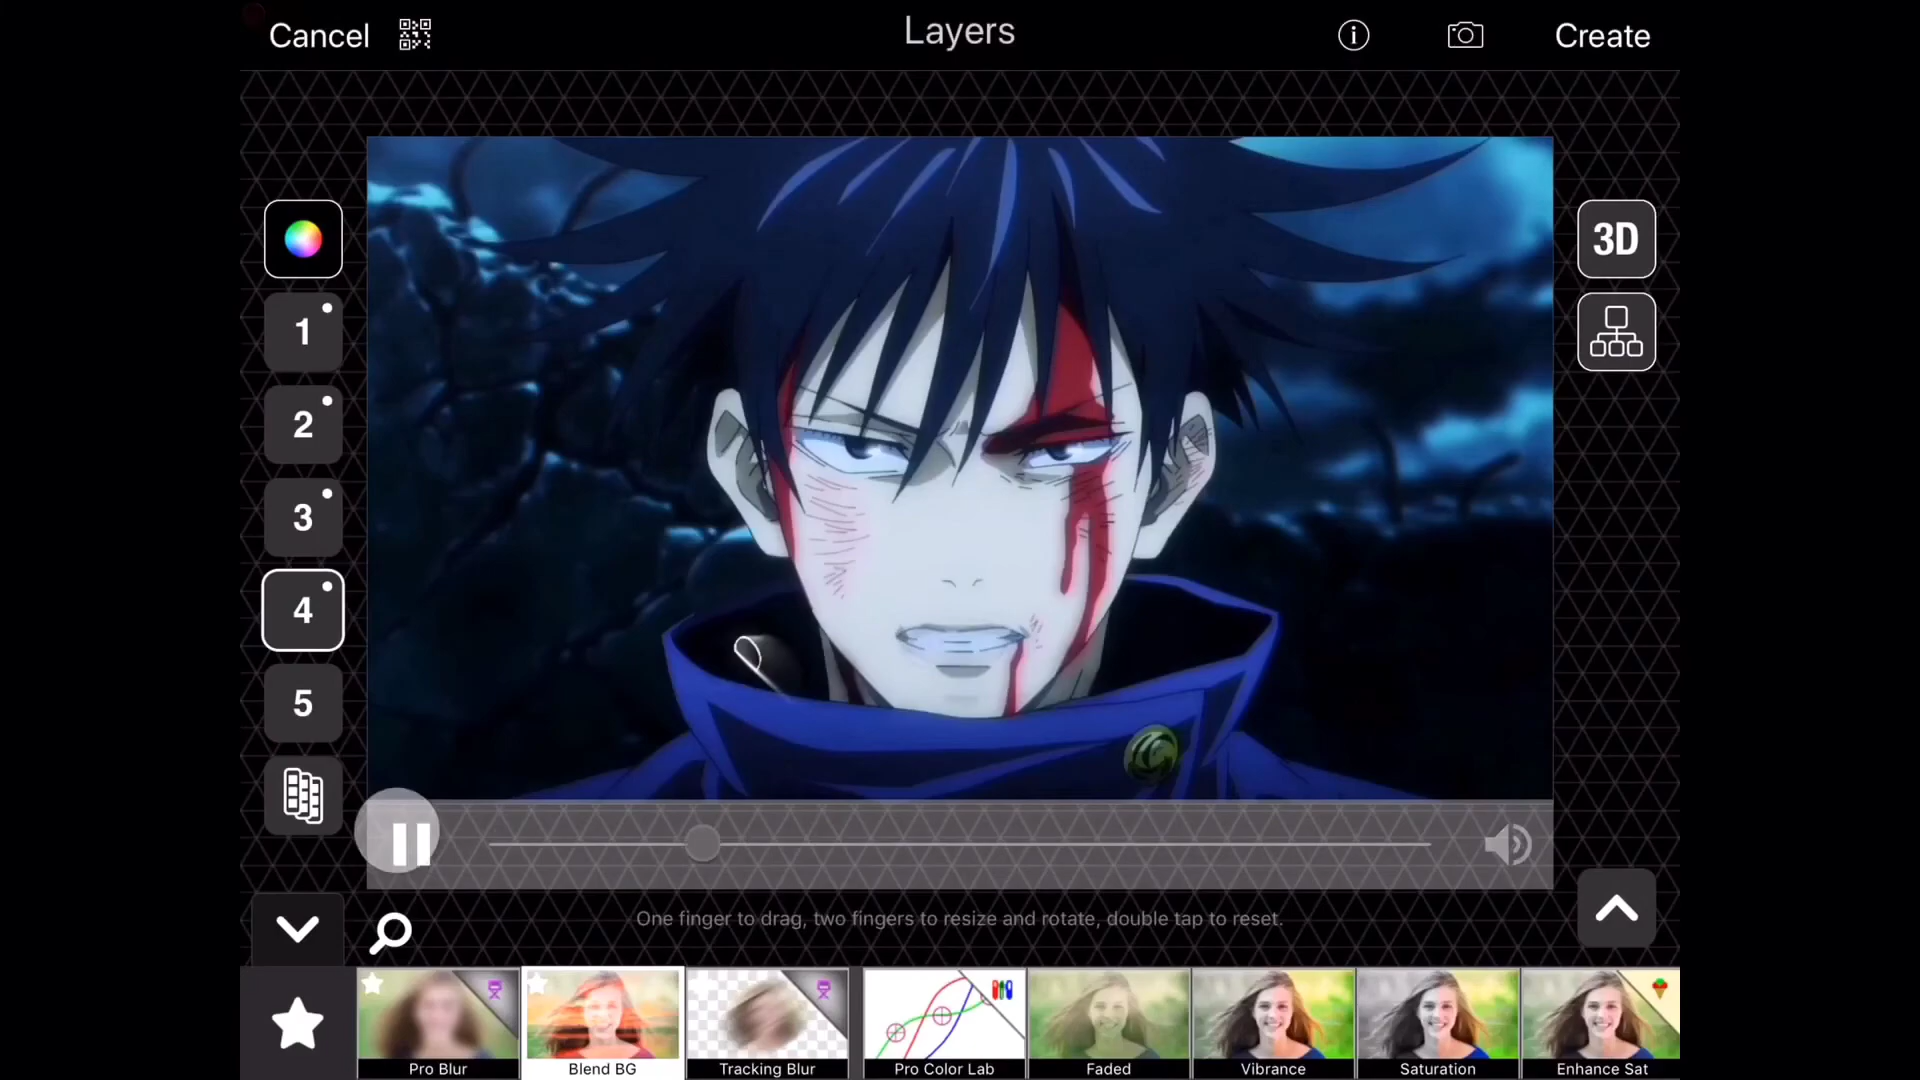 Cancel
Layers
Create
3D
1
2
3
4
5
One finger to drag, two fingers to resize and rotate, double tap to reset.
Pro Blur
Blend BG
Tracking Blur
Pro Color Lab
Faded
Vibrance
Saturation
Enhance Sat